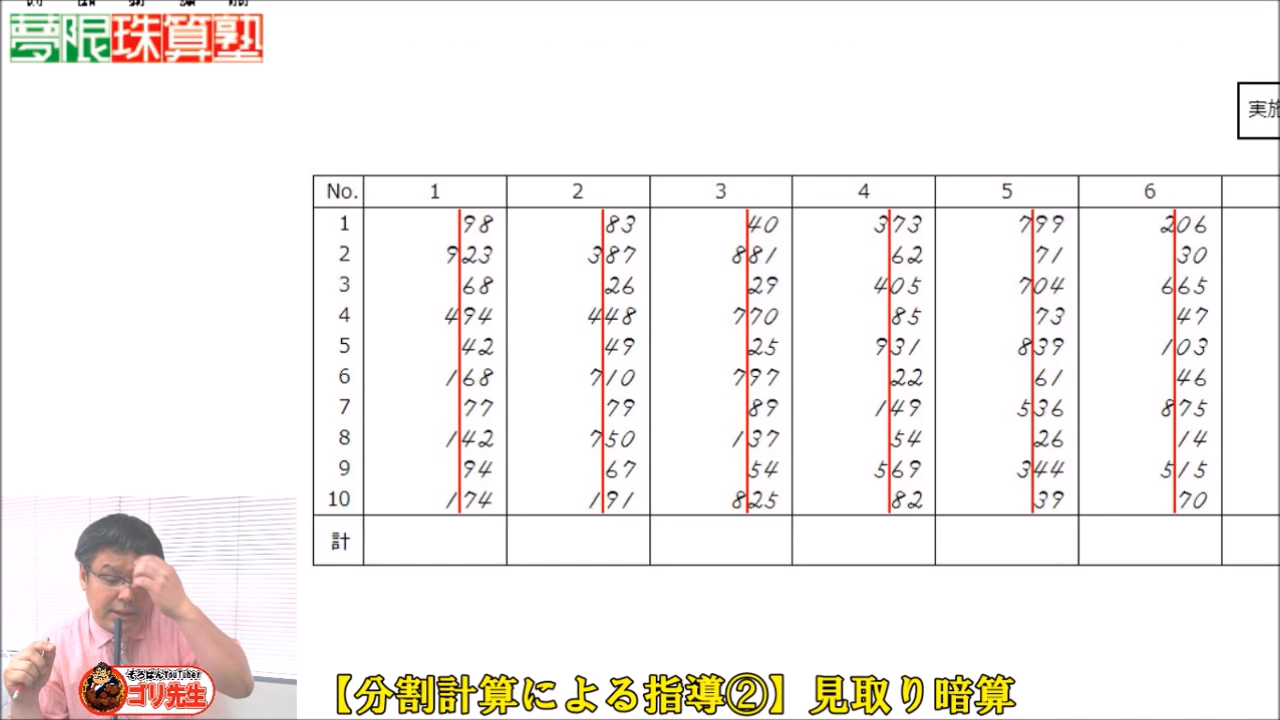 夢限珠算塾
実施
No. 1 2 3 4 5 6
1 98 83 40 373 799 206
2 923 387 881 62 71 30
3 68 26 29 405 704 665
4 494 448 770 85 73 47
5 42 49 25 931 839 103
6 168 710 797 22 61 46
7 77 79 89 149 536 875
8 142 750 137 54 26 14
9 94 67 54 569 344 515
10 174 191 825 82 39 70
計
そろばんYouTuber
ゴリ先生
【分割計算による指導②】見取り暗算